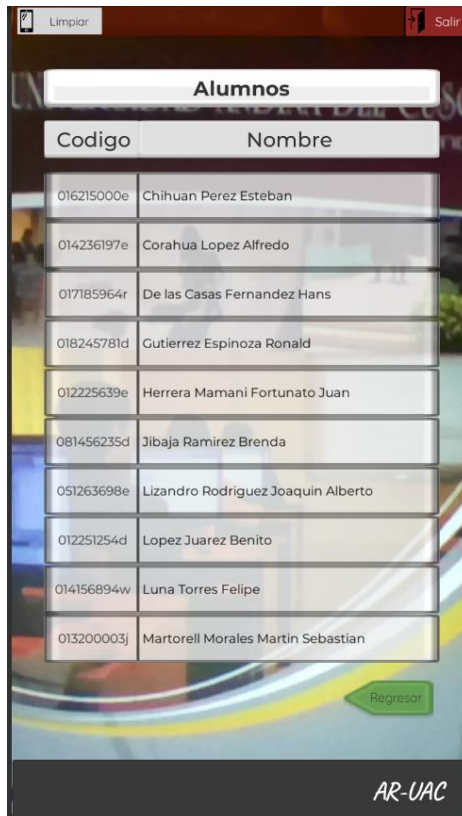 Limpiar
Salir
Alumnos
Codigo Nombre
016215000e Chihuan Perez Esteban
014236197e Corahua Lopez Alfredo
017185964r De las Casas Fernandez Hans
018245781d Gutierrez Espinoza Ronald
012225639e Herrera Mamani Fortunato Juan
081456235d Jibaja Ramirez Brenda
051263698e Lizandro Rodriguez Joaquin Alberto
012251254d Lopez Juarez Benito
014156894w Luna Torres Felipe
013200003j Martorell Morales Martin Sebastian
Regresar
AR-UAC